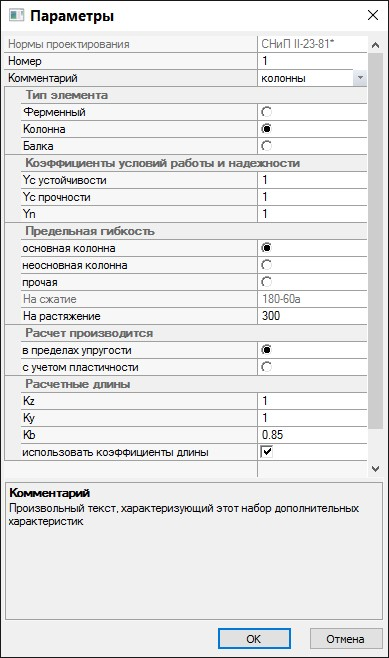 Параметры
Нормы проектирования СНиП II-23-81*
Номер 1
Комментарий колонны
Тип элемента
Ферменный
Колонна
Балка
Коэффициенты условий работы и надежности
Yc устойчивости 1
Yc прочности 1
Yn 1
Предельная гибкость
основная колонна
неосновная колонна
прочая
На сжатие 180-60a
На растяжение 300
Расчет производится
в пределах упругости
с учетом пластичности
Расчетные длины
Kz 1
Ky 1
Kb 0.85
использовать коэффициенты длины
Комментарий
Произвольный текст, характеризующий этот набор дополнительных
характеристик
OK Отмена